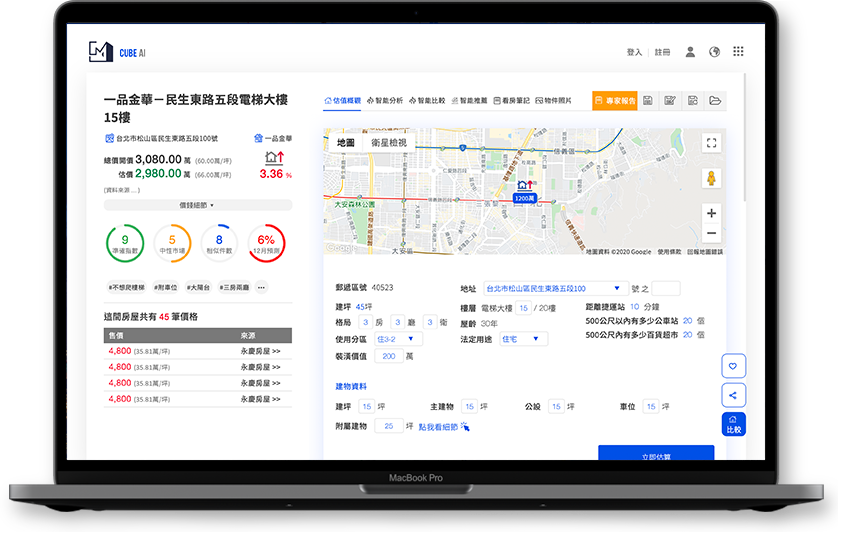 CUBE AI
登入 註冊
一品金華－民生東路五段電梯大樓
15樓
台北市松山區民生東路五段100號 一品金華
總價開價 3,080.00 萬 (60.00萬/坪)
估價 2,980.00 萬 (66.00萬/坪)
3.36 %
(資料來源....)
價錢細節 ▼
9 準確指數
5 中性市場
8 相似件數
6% 12月預測
#不想爬樓梯 #附車位 #大陽台 #三房兩廳 •••
這間房屋共有 45 筆價格
售價 來源
4,800 (35.81萬/坪) 永慶房屋 >>
4,800 (35.81萬/坪) 永慶房屋 >>
4,800 (35.81萬/坪) 永慶房屋 >>
4,800 (35.81萬/坪) 永慶房屋 >>
估值概觀 智能分析 智能比較 智能推薦 看房筆記 物件照片 專家報告
地圖 衛星檢視
信義區
大安森林公園
1200萬
大安區
Google
地圖資料 ©2020 Google 使用條款 回報地圖錯誤
郵遞區號 40523
地址 台北市松山區民生東路五段100 ▼ 號 之
建坪 45坪
樓層 電梯大樓 15 / 20樓
距離捷運站 10 分鐘
格局 3 房 3 廳 3 衛
屋齡 30年
500公尺以內有多少公車站 20 個
使用分區 住3-2 ▼
法定用途 住宅 ▼
500公尺內有多少百貨超市 20 個
裝潢價值 200 萬
建物資料
建坪 15 坪 主建物 15 坪 公設 15 坪 車位 15 坪
附屬建物 25 坪 點我看細節
比較
立即估算
MacBook Pro